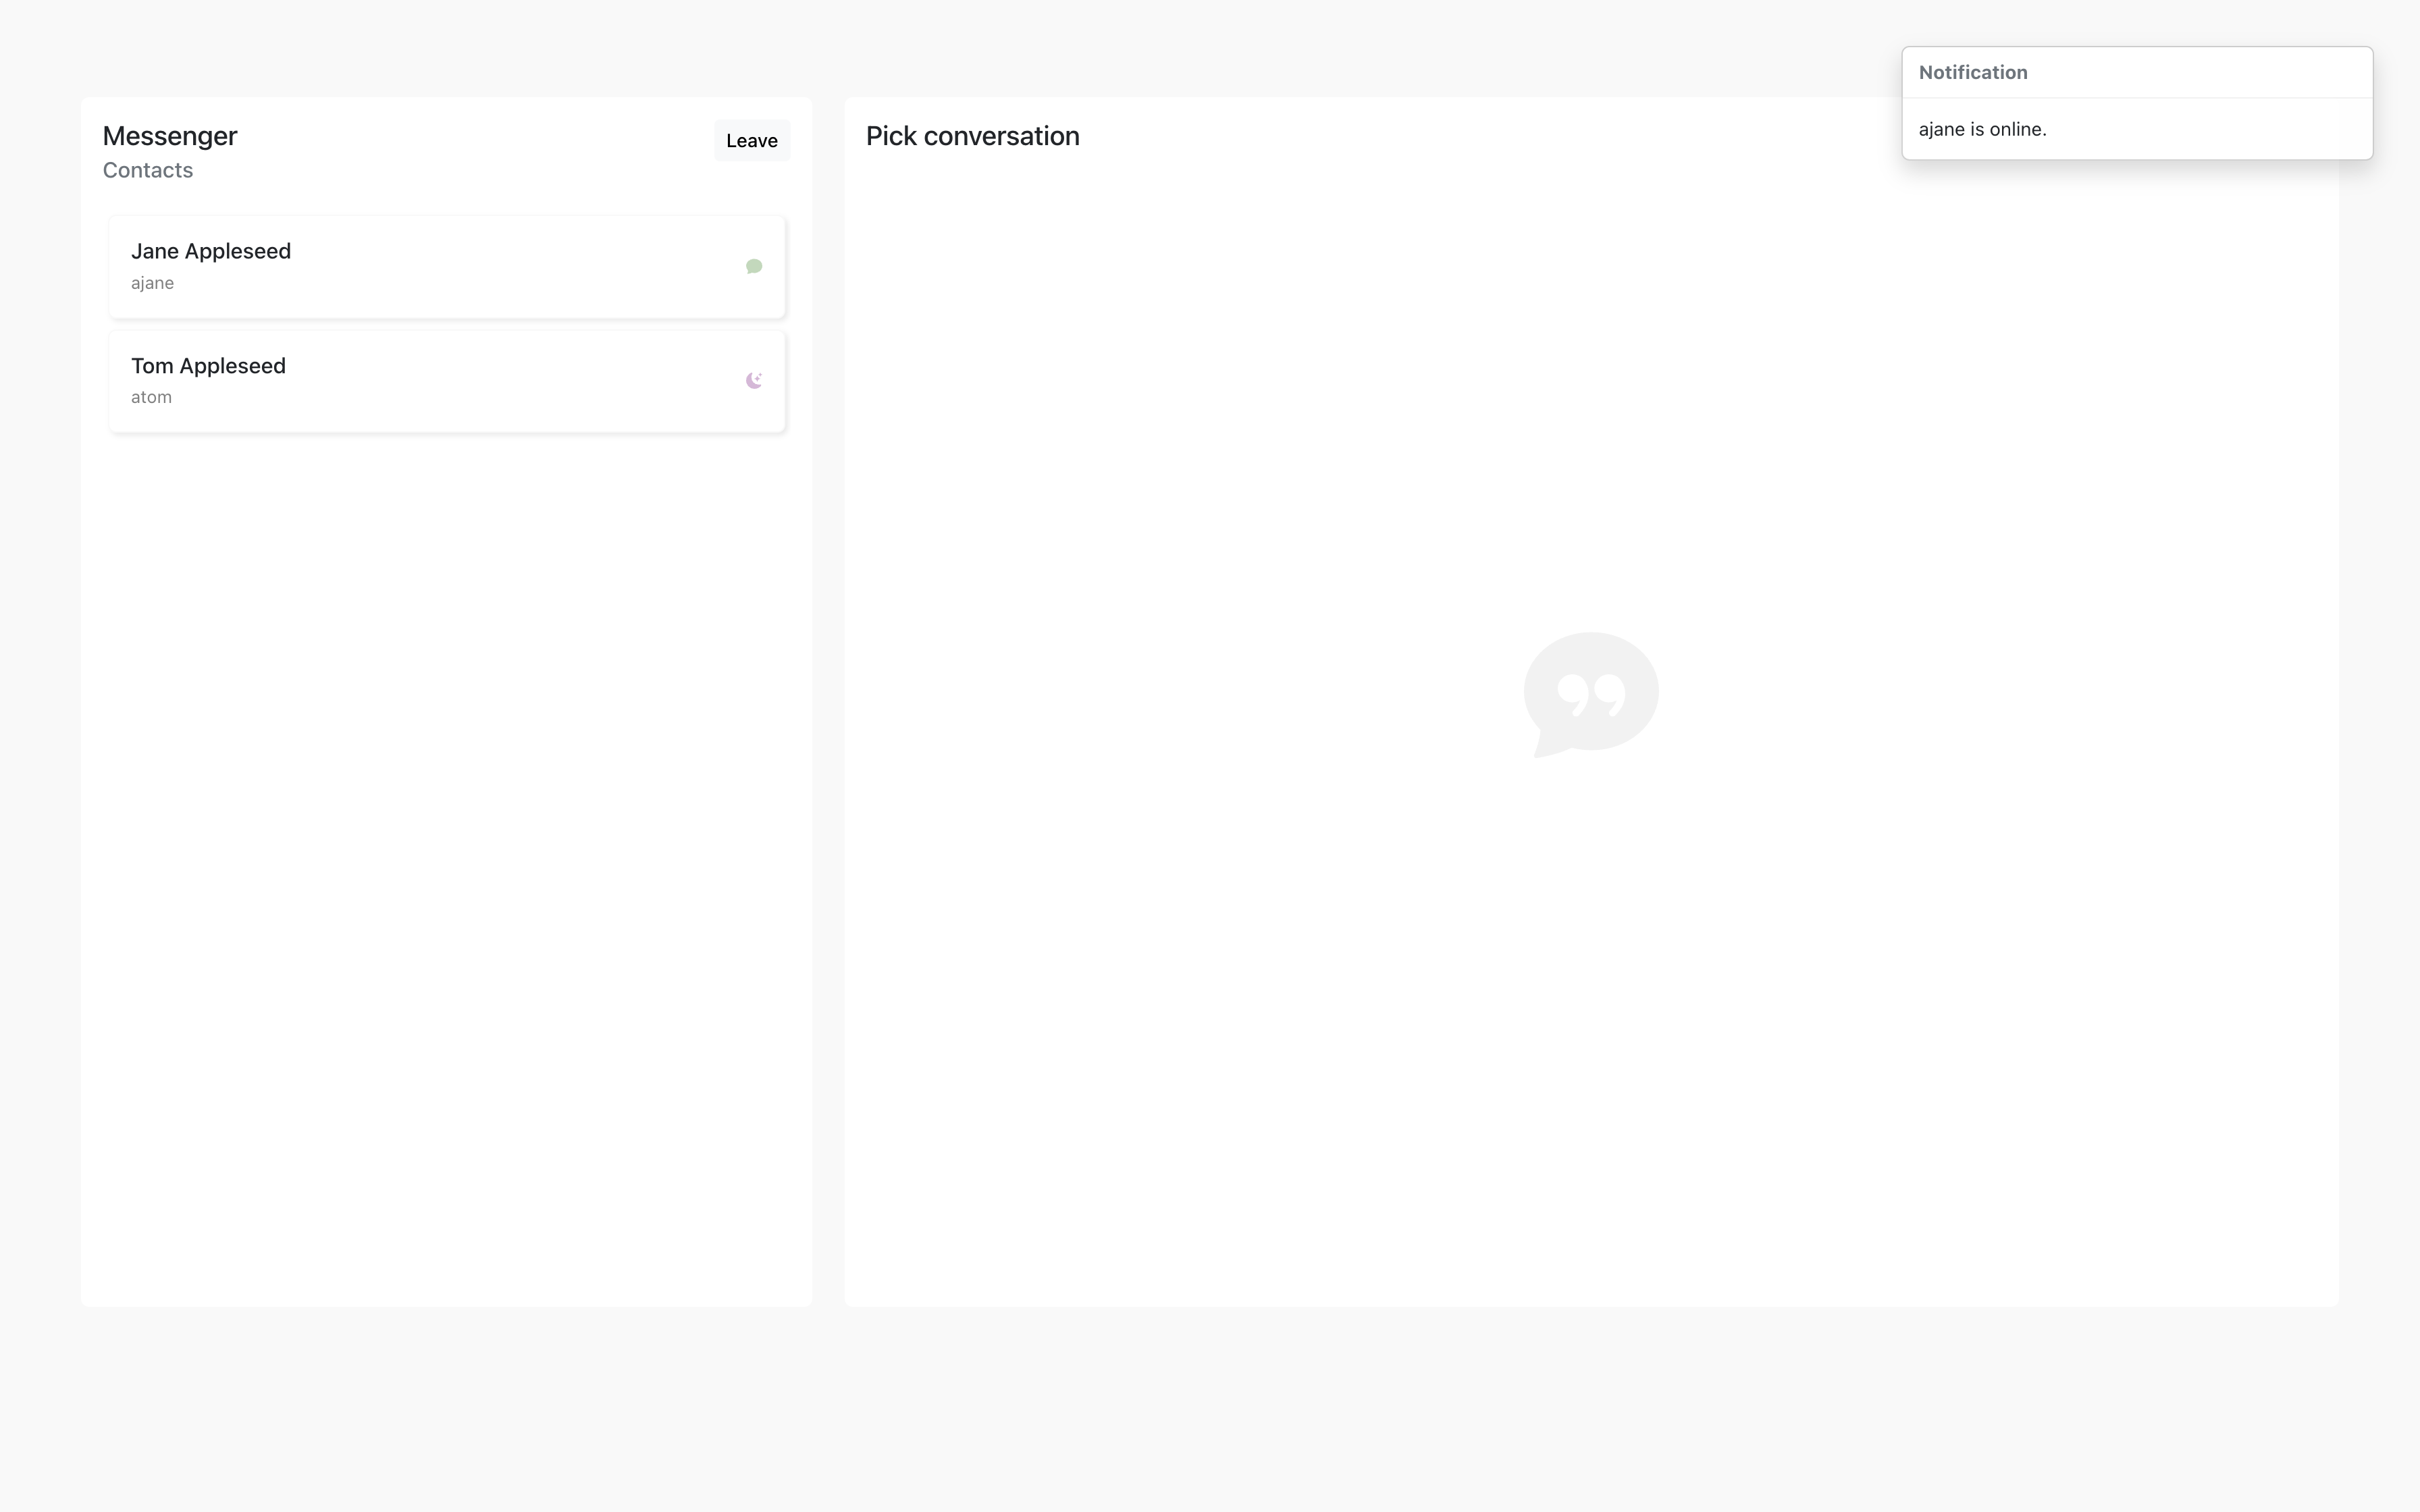 Messenger
Leave
Contacts
Jane Appleseed
ajane
Tom Appleseed
atom
Pick conversation
Notification
ajane is online.